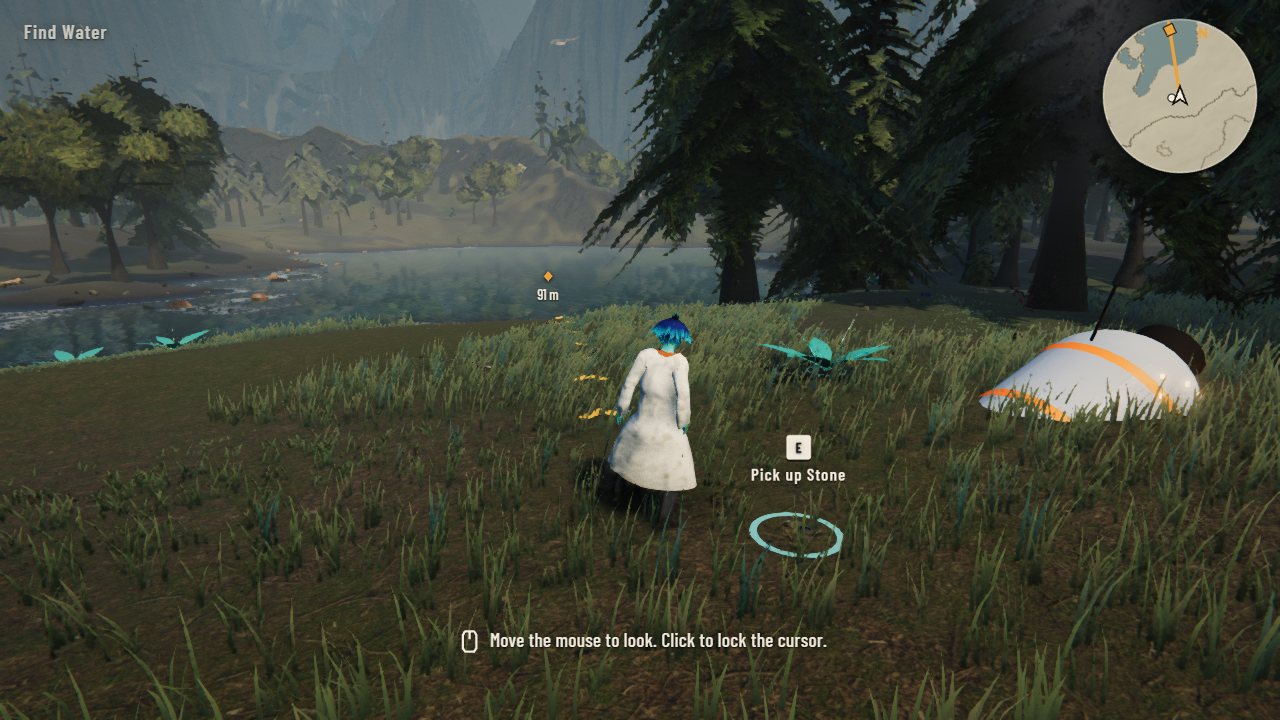 Find Water
N
91 m
E
Pick up Stone
Move the mouse to look. Click to lock the cursor.